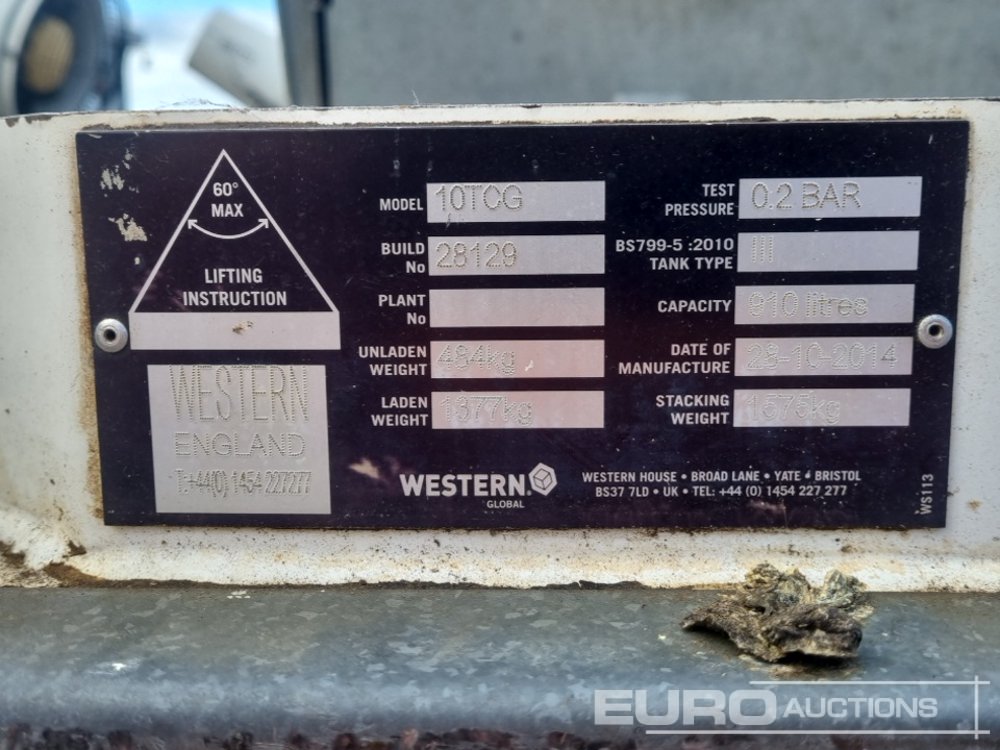 60°
MAX
LIFTING
INSTRUCTION
WESTERN
ENGLAND
T:+44(0) 1454 227277
MODEL 10TCG
BUILD No 28129
PLANT No
UNLADEN WEIGHT 484kg
LADEN WEIGHT 1377kg
TEST PRESSURE 0.2 BAR
BS799-5 :2010 TANK TYPE III
CAPACITY 910 litres
DATE OF MANUFACTURE 28-10-2014
STACKING WEIGHT 1575kg
WESTERN
GLOBAL
WESTERN HOUSE • BROAD LANE • YATE • BRISTOL
BS37 7LD • UK • TEL: +44 (0) 1454 227 277
WS113
EURO AUCTIONS